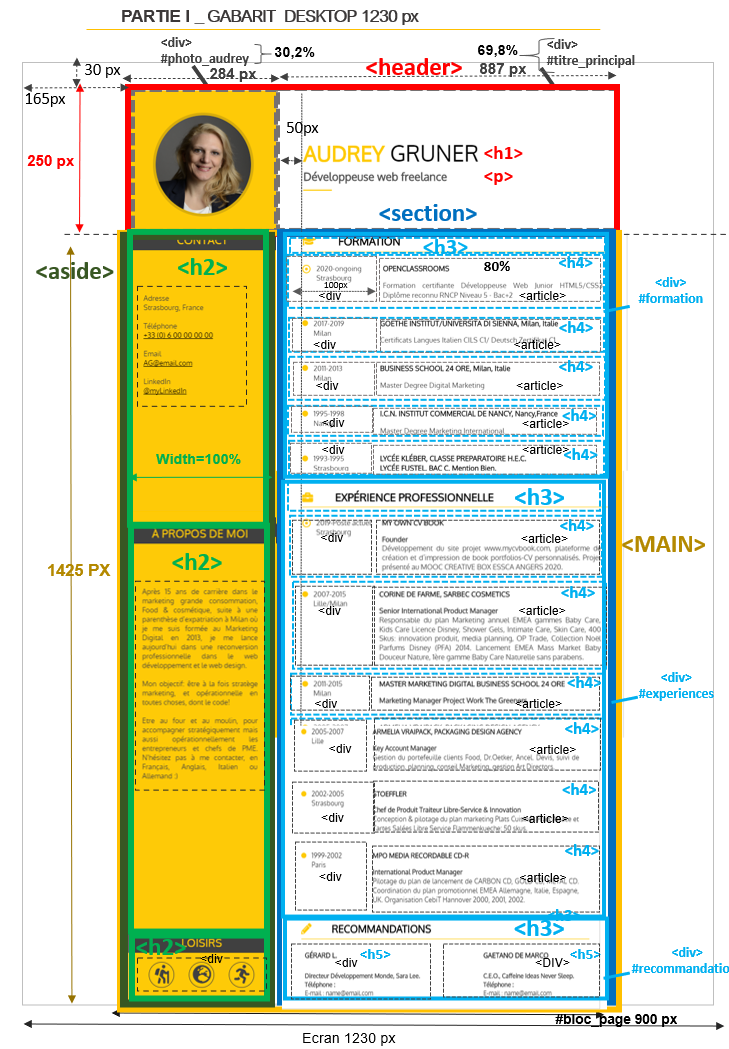 PARTIE I _ GABARIT DESKTOP 1230 px
<div>
#photo_audrey
30,2%
69,8%
<div>
#titre_principal
30 px
284 px
<header>
887 px
165px
250 px
50px
AUDREY GRUNER
<h1>
Développeuse web freelance
<p>
<section>
<aside>
CONTACT
<h2>
Adresse
Strasbourg, France
Téléphone
+33 (0) 6 00 00 00 00
Email
AG@email.com
LinkedIn
@myLinkedIn
Width=100%
À PROPOS DE MOI
<h2>
Après 15 ans de carrière dans le
marketing grande consommation,
Food & cosmétique, suite à une
parenthèse d'expatriation à Milan où
je me suis formée au Marketing
Digital en 2013, je me lance
aujourd'hui dans une reconversion
professionnelle dans le web
développement et le web design.
Mon objectif: être à la fois stratège
marketing, et opérationnelle en
toutes choses, dont le code!
Etre au four et au moulin, pour
accompagner stratégiquement mais
aussi opérationnellement les
entrepreneurs et chefs de PME.
N'hésitez pas à me contacter, en
Français, Anglais, Italien ou
Allemand :)
<h2>
LOISIRS
<div
1425 PX
FORMATION
<h3>
2020-ongoing
Strasbourg
100px
<div
OPENCLASSROOMS
80%
<h4>
Formation certifiante Développeuse Web Junior HTML5/CSS3
Diplôme reconnu RNCP Niveau 5 - Bac+2
<article>
<div>
#formation
2017-2019
Milan
<div
GOETHE INSTITUT/UNIVERSITA DI SIENNA, Milan, Italie
<h4>
Certificats Langues Italien CILS C1/ Deutsch Zertifikat C1
<article>
2011-2013
Milan
<div
BUSINESS SCHOOL 24 ORE, Milan, Italie
<h4>
Master Degree Digital Marketing
<article>
1995-1998
<div
I.C.N. INSTITUT COMMERCIAL DE NANCY, Nancy,France
<h4>
Master Degree Marketing International
<article>
<div
1993-1995
Strasbourg
<article>
<h4>
LYCÉE KLÉBER, CLASSE PREPARATOIRE H.E.C.
LYCÉE FUSTEL. BAC C. Mention Bien.
EXPÉRIENCE PROFESSIONNELLE
<h3>
2019-Poste actuel
Strasbourg
<div
MY OWN CV BOOK
<h4>
Founder
<article>
Développement du site projet www.mycvbook.com, plateforme de
création et d'impression de book portfolios-CV personnalisés. Projet
présenté au MOOC CREATIVE BOX ESSCA ANGERS 2020.
<MAIN>
2007-2015
Lille/Milan
<div
CORINE DE FARME, SARBEC COSMETICS
<h4>
Senior International Product Manager
<article>
Responsable du plan Marketing annuel EMEA gammes Baby Care,
Kids Care Licence Disney, Shower Gels, Intimate Care, Skin Care, 400
Skus: innovation produit, media planning, OP Trade, Collection Noël
Parfums Disney (PFA) 2014. Lancement EMEA Mass Market Baby
Douceur Nature, 1ère gamme Baby Care Naturelle sans parabens.
2011-2015
Milan
<div
MASTER MARKETING DIGITAL BUSINESS SCHOOL 24 ORE
<h4>
Marketing Manager Project Work The Green
<article>
<div>
#experiences
2005-2007
Lille
<div
ARMELIA VRAIPACK, PACKAGING DESIGN AGENCY
<h4>
Key Account Manager
<article>
Gestion du portefeuille clients Food, Dr.Oetker, Ancel, Devis, suivi de
production, planning, conseil Marketing, gestion Art Directors
2002-2005
Strasbourg
<div
STOEFFLER
<h4>
Chef de Produit Traiteur Libre-Service & Innovation
Conception & pilotage du plan marketing Plats et
<article>
Tartes Salées Libre Service Flammenkueche: 50 skus
1999-2002
Paris
<div
MPO MEDIA RECORDABLE CD-R
<h4>
International Product Manager
Pilotage du plan de lancement de CARBON CD, CD.
<article>
Coordination du plan promotionnel EMEA Allemagne, Italie, Espagne,
UK. Organisation CebiT Hannover 2000, 2001, 2002.
<h3>
RECOMMANDATIONS
<h3>
GÉRARD L.
<div
<h5>
Directeur Développement Monde, Sara Lee.
Téléphone :
E-mail : name@email.com
GAETANO DE MARCO
<DIV>
<h5>
C.E.O., Caffeine Ideas Never Sleep.
Téléphone :
E-mail : name@email.com
<div>
#recommandatio
#bloc_page 900 px
Ecran 1230 px